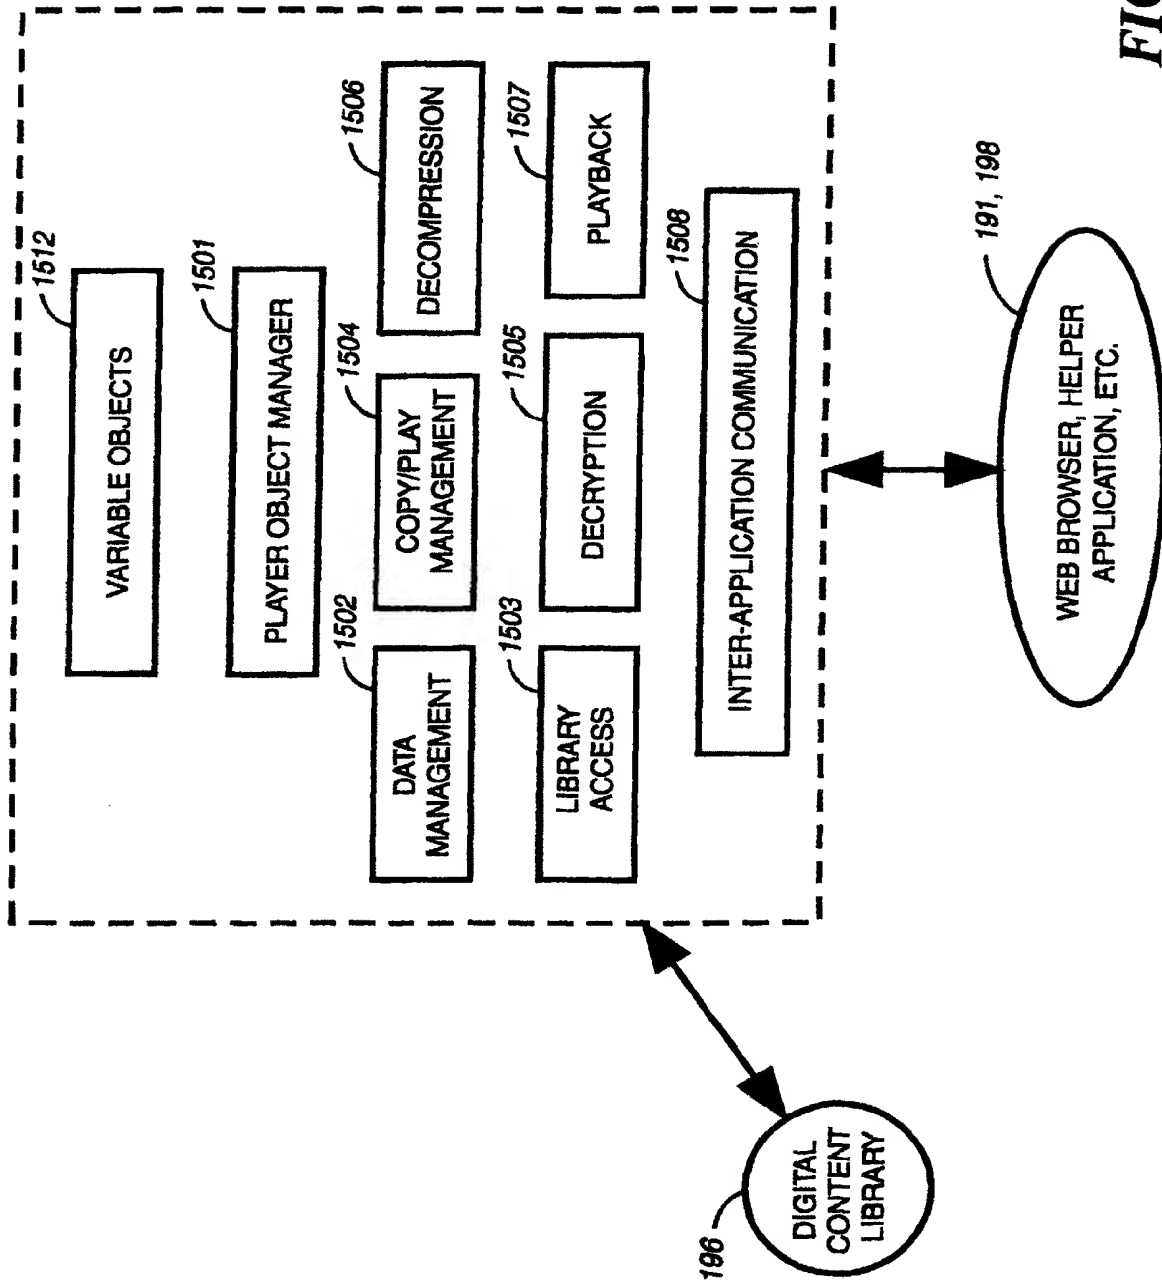 1512
VARIABLE OBJECTS
1501
PLAYER OBJECT MANAGER
1502
DATA
MANAGEMENT
1504
COPY/PLAY
MANAGEMENT
1506
DECOMPRESSION
1503
LIBRARY
ACCESS
1505
DECRYPTION
1507
PLAYBACK
1508
INTER-APPLICATION COMMUNICATION
196
DIGITAL
CONTENT
LIBRARY
191, 198
WEB BROWSER, HELPER
APPLICATION, ETC.